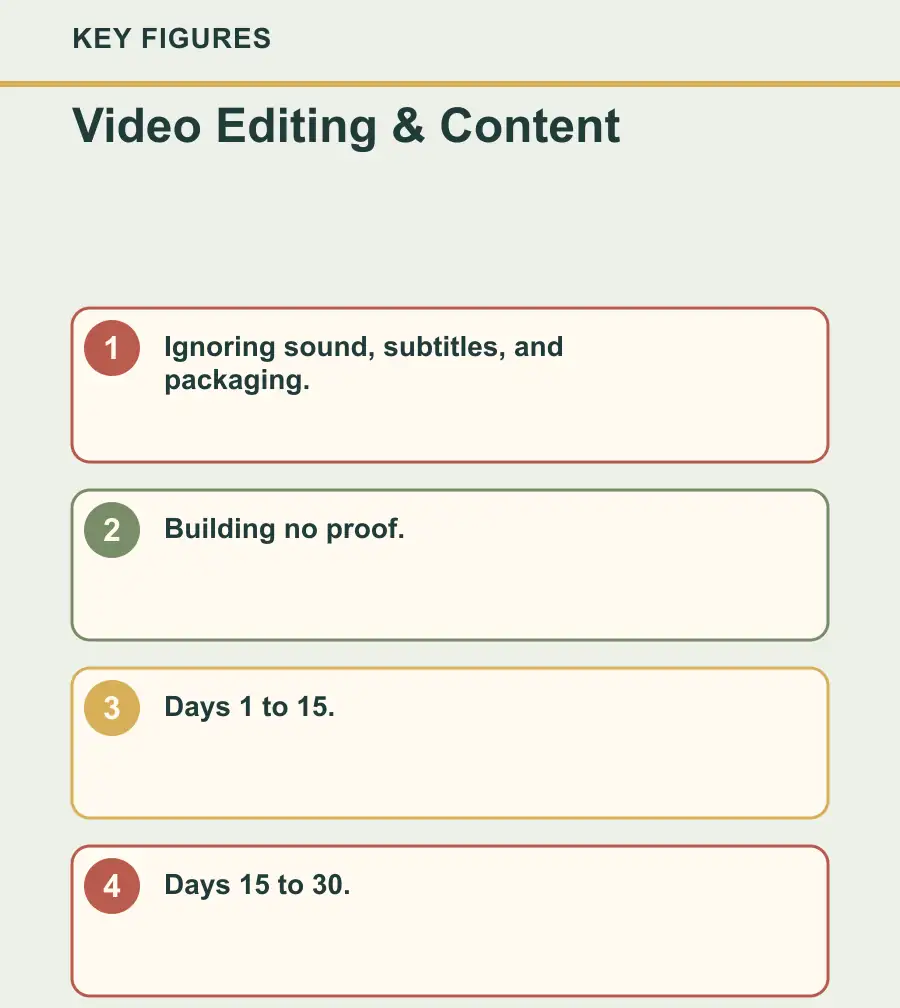 KEY FIGURES
Video Editing & Content
1
Ignoring sound, subtitles, and
packaging.
2
Building no proof.
3
Days 1 to 15.
4
Days 15 to 30.